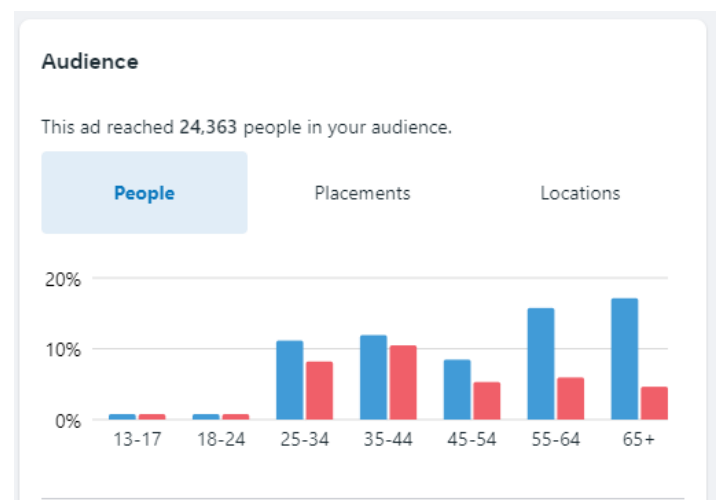 Audience
This ad reached 24,363 people in your audience.
People Placements Locations
20%
10%
0%
13-17 18-24 25-34 35-44 45-54 55-64 65+